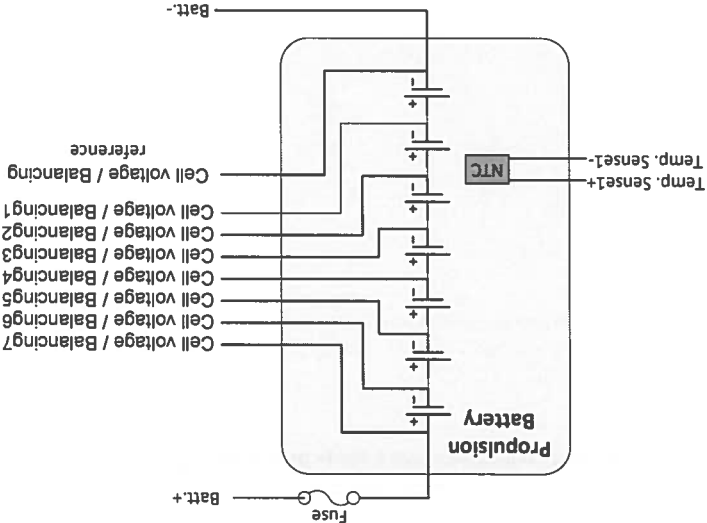 Fuse
Batt.+
Propulsion
Battery
+
-
+
-
+
-
+
-
+
-
+
-
+
-
Cell voltage / Balancing7
Cell voltage / Balancing6
Cell voltage / Balancing5
Cell voltage / Balancing4
Cell voltage / Balancing3
Cell voltage / Balancing2
Cell voltage / Balancing1
Cell voltage / Balancing
reference
NTC
Temp. Sense1+
Temp. Sense1-
Batt.-